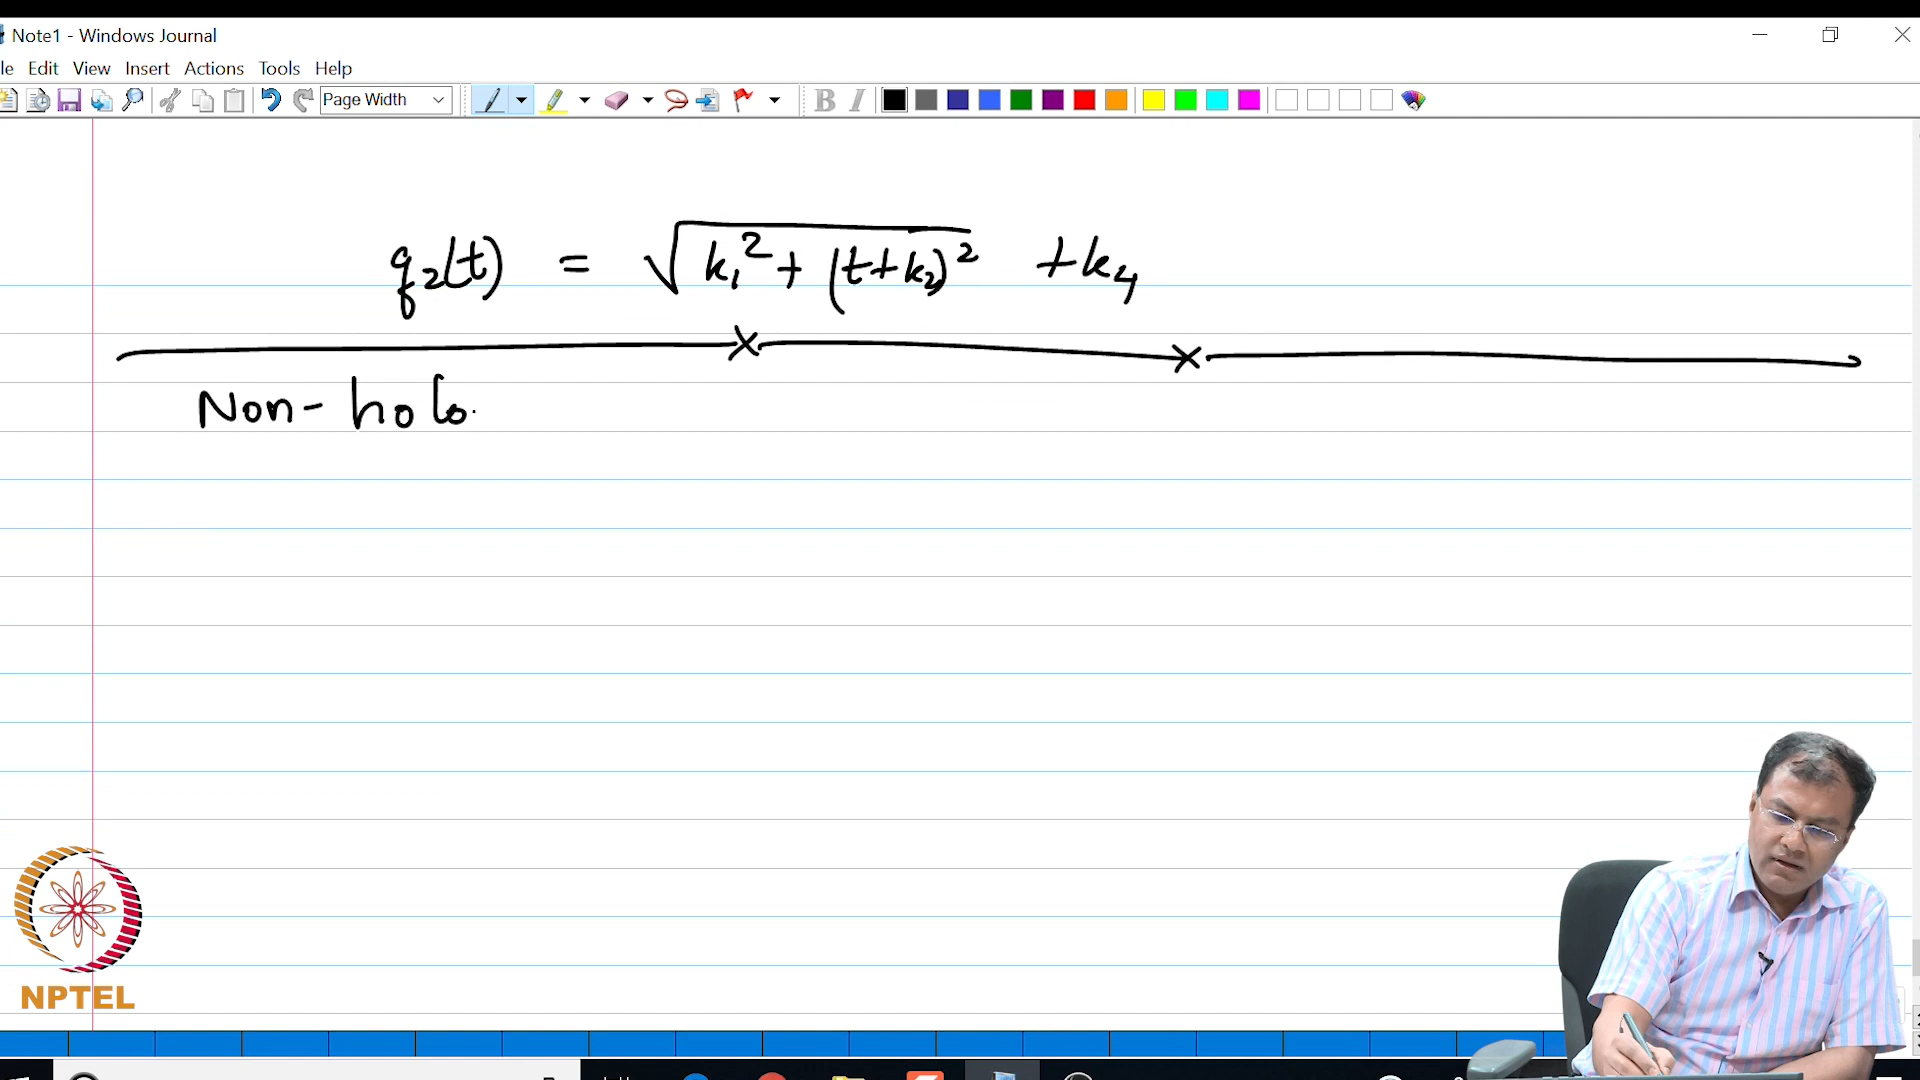 Note1 - Windows Journal
le Edit View Insert Actions Tools Help
Page Width
B I
q₂(t) = √(k₁² + (t+k₂)²) + k₄
Non-holo
NPTEL